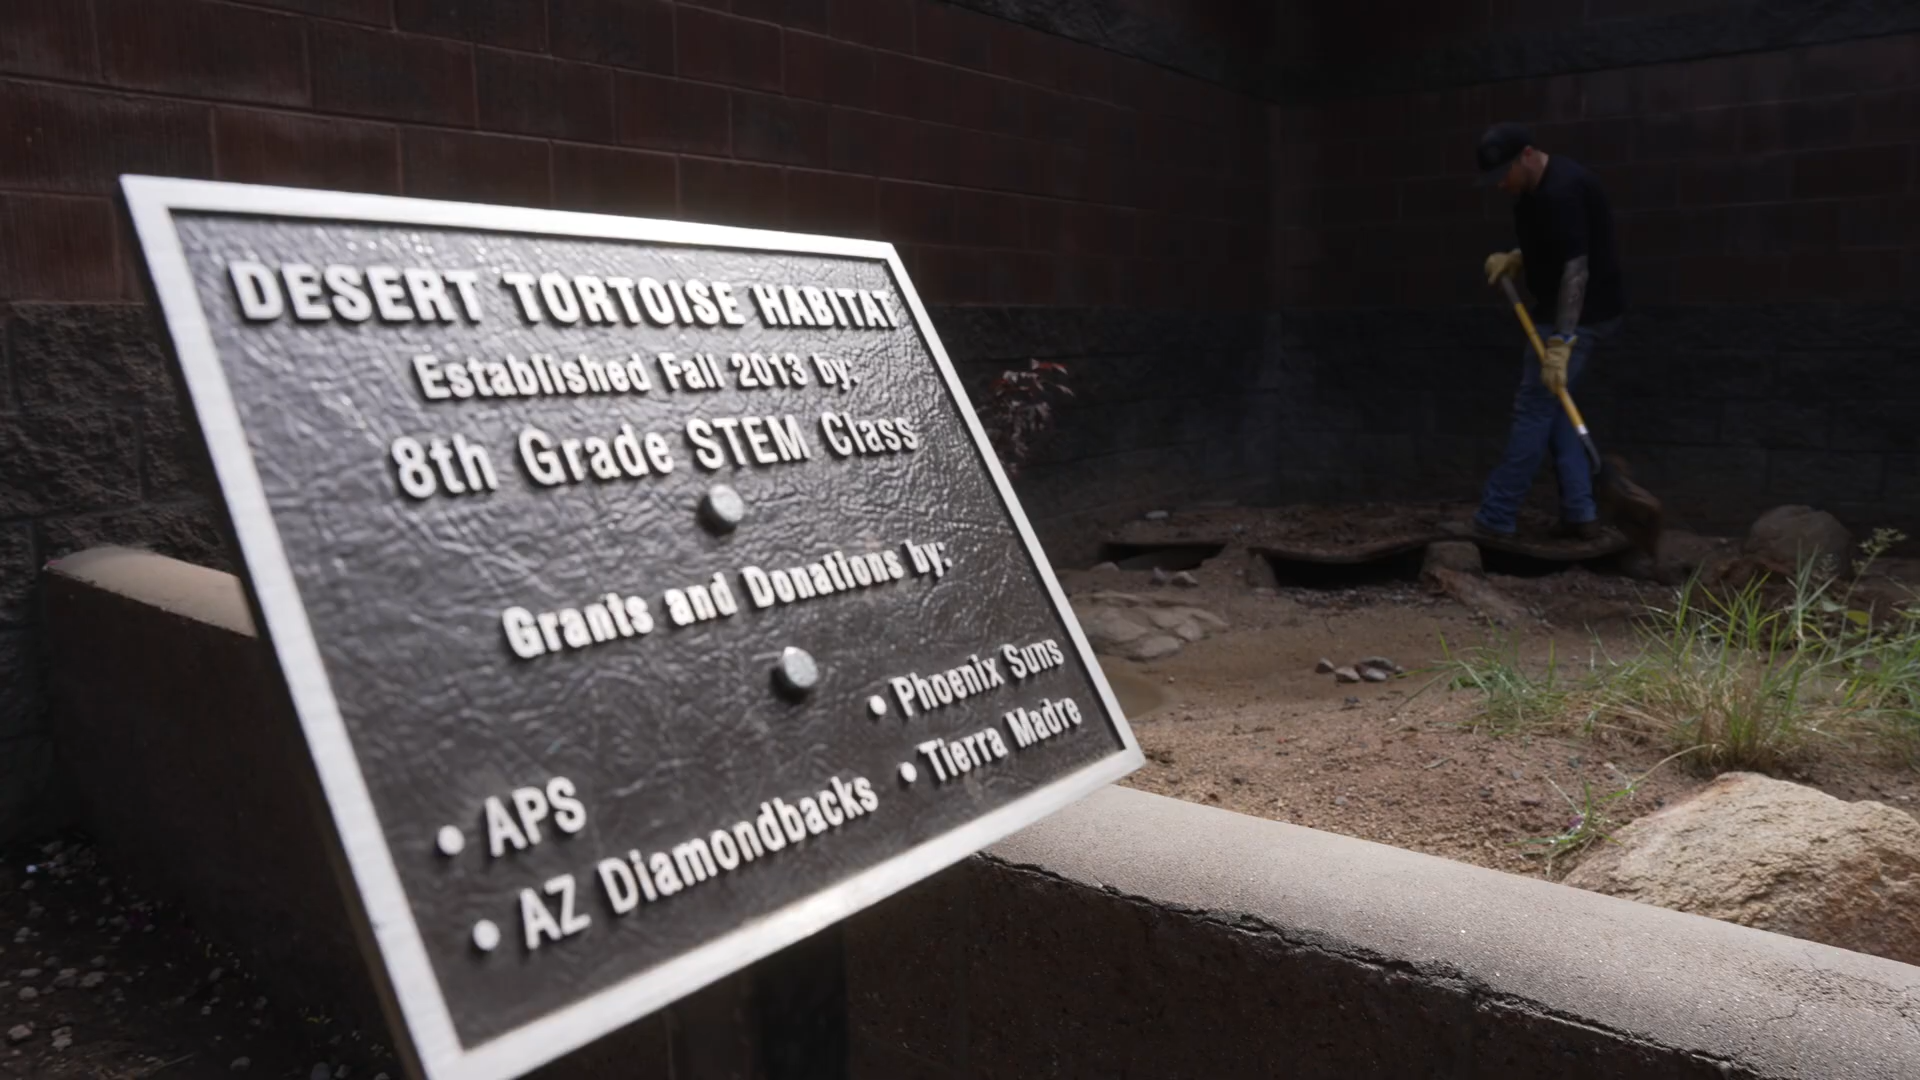 DESERT TORTOISE HABITAT
Established Fall 2013 by:
8th Grade STEM Class
Grants and Donations by:
• APS
• AZ Diamondbacks
• Phoenix Suns
• Tierra Madre